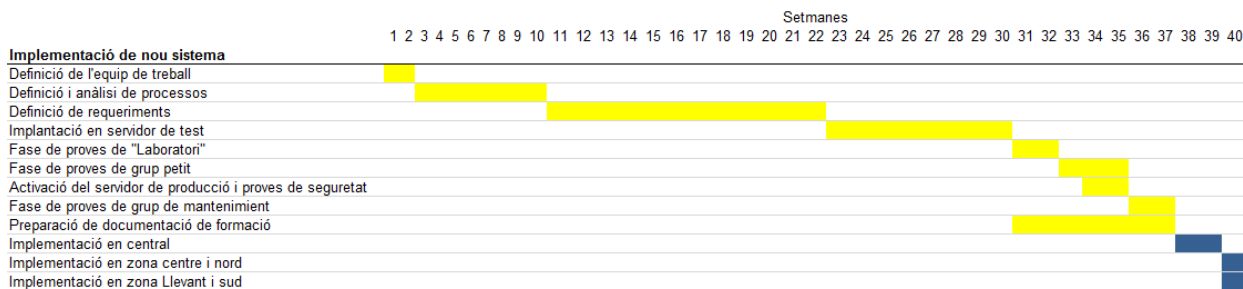 Setmanes
1 2 3 4 5 6 7 8 9 10 11 12 13 14 15 16 17 18 19 20 21 22 23 24 25 26 27 28 29 30 31 32 33 34 35 36 37 38 39 40
Implementació de nou sistema
Definició de l'equip de treball
Definició i anàlisi de processos
Definició de requeriments
Implantació en servidor de test
Fase de proves de "Laboratori"
Fase de proves de grup petit
Activació del servidor de producció i proves de seguretat
Fase de proves de grup de mantenimient
Preparació de documentació de formació
Implementació en central
Implementació en zona centre i nord
Implementació en zona Llevant i sud